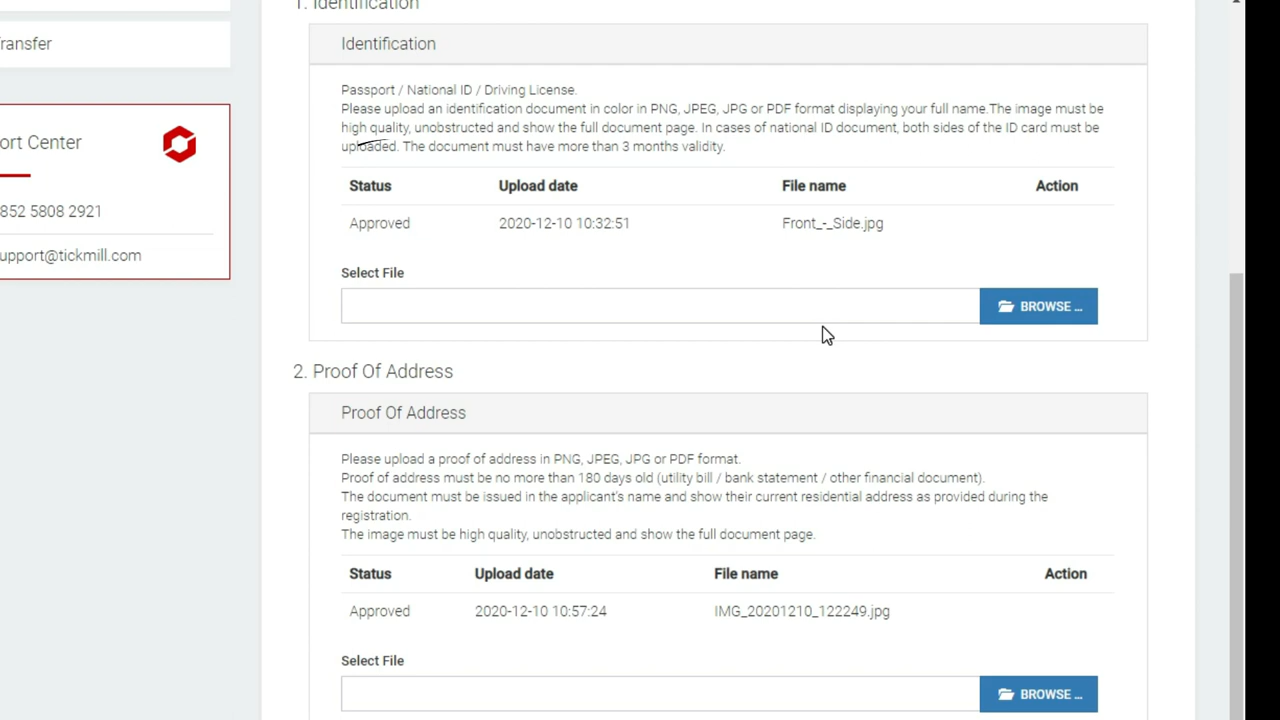 1. Identification
ransfer
Identification
Passport / National ID / Driving License.
Please upload an identification document in color in PNG, JPEG, JPG or PDF format displaying your full name.The image must be
high quality, unobstructed and show the full document page. In cases of national ID document, both sides of the ID card must be
uploaded. The document must have more than 3 months validity.
ort Center
852 5808 2921
upport@tickmill.com
Status Upload date File name Action
Approved 2020-12-10 10:32:51 Front_-_Side.jpg
Select File
BROWSE ...
2. Proof Of Address
Proof Of Address
Please upload a proof of address in PNG, JPEG, JPG or PDF format.
Proof of address must be no more than 180 days old (utility bill / bank statement / other financial document).
The document must be issued in the applicant's name and show their current residential address as provided during the
registration.
The image must be high quality, unobstructed and show the full document page.
Status Upload date File name Action
Approved 2020-12-10 10:57:24 IMG_20201210_122249.jpg
Select File
BROWSE ...